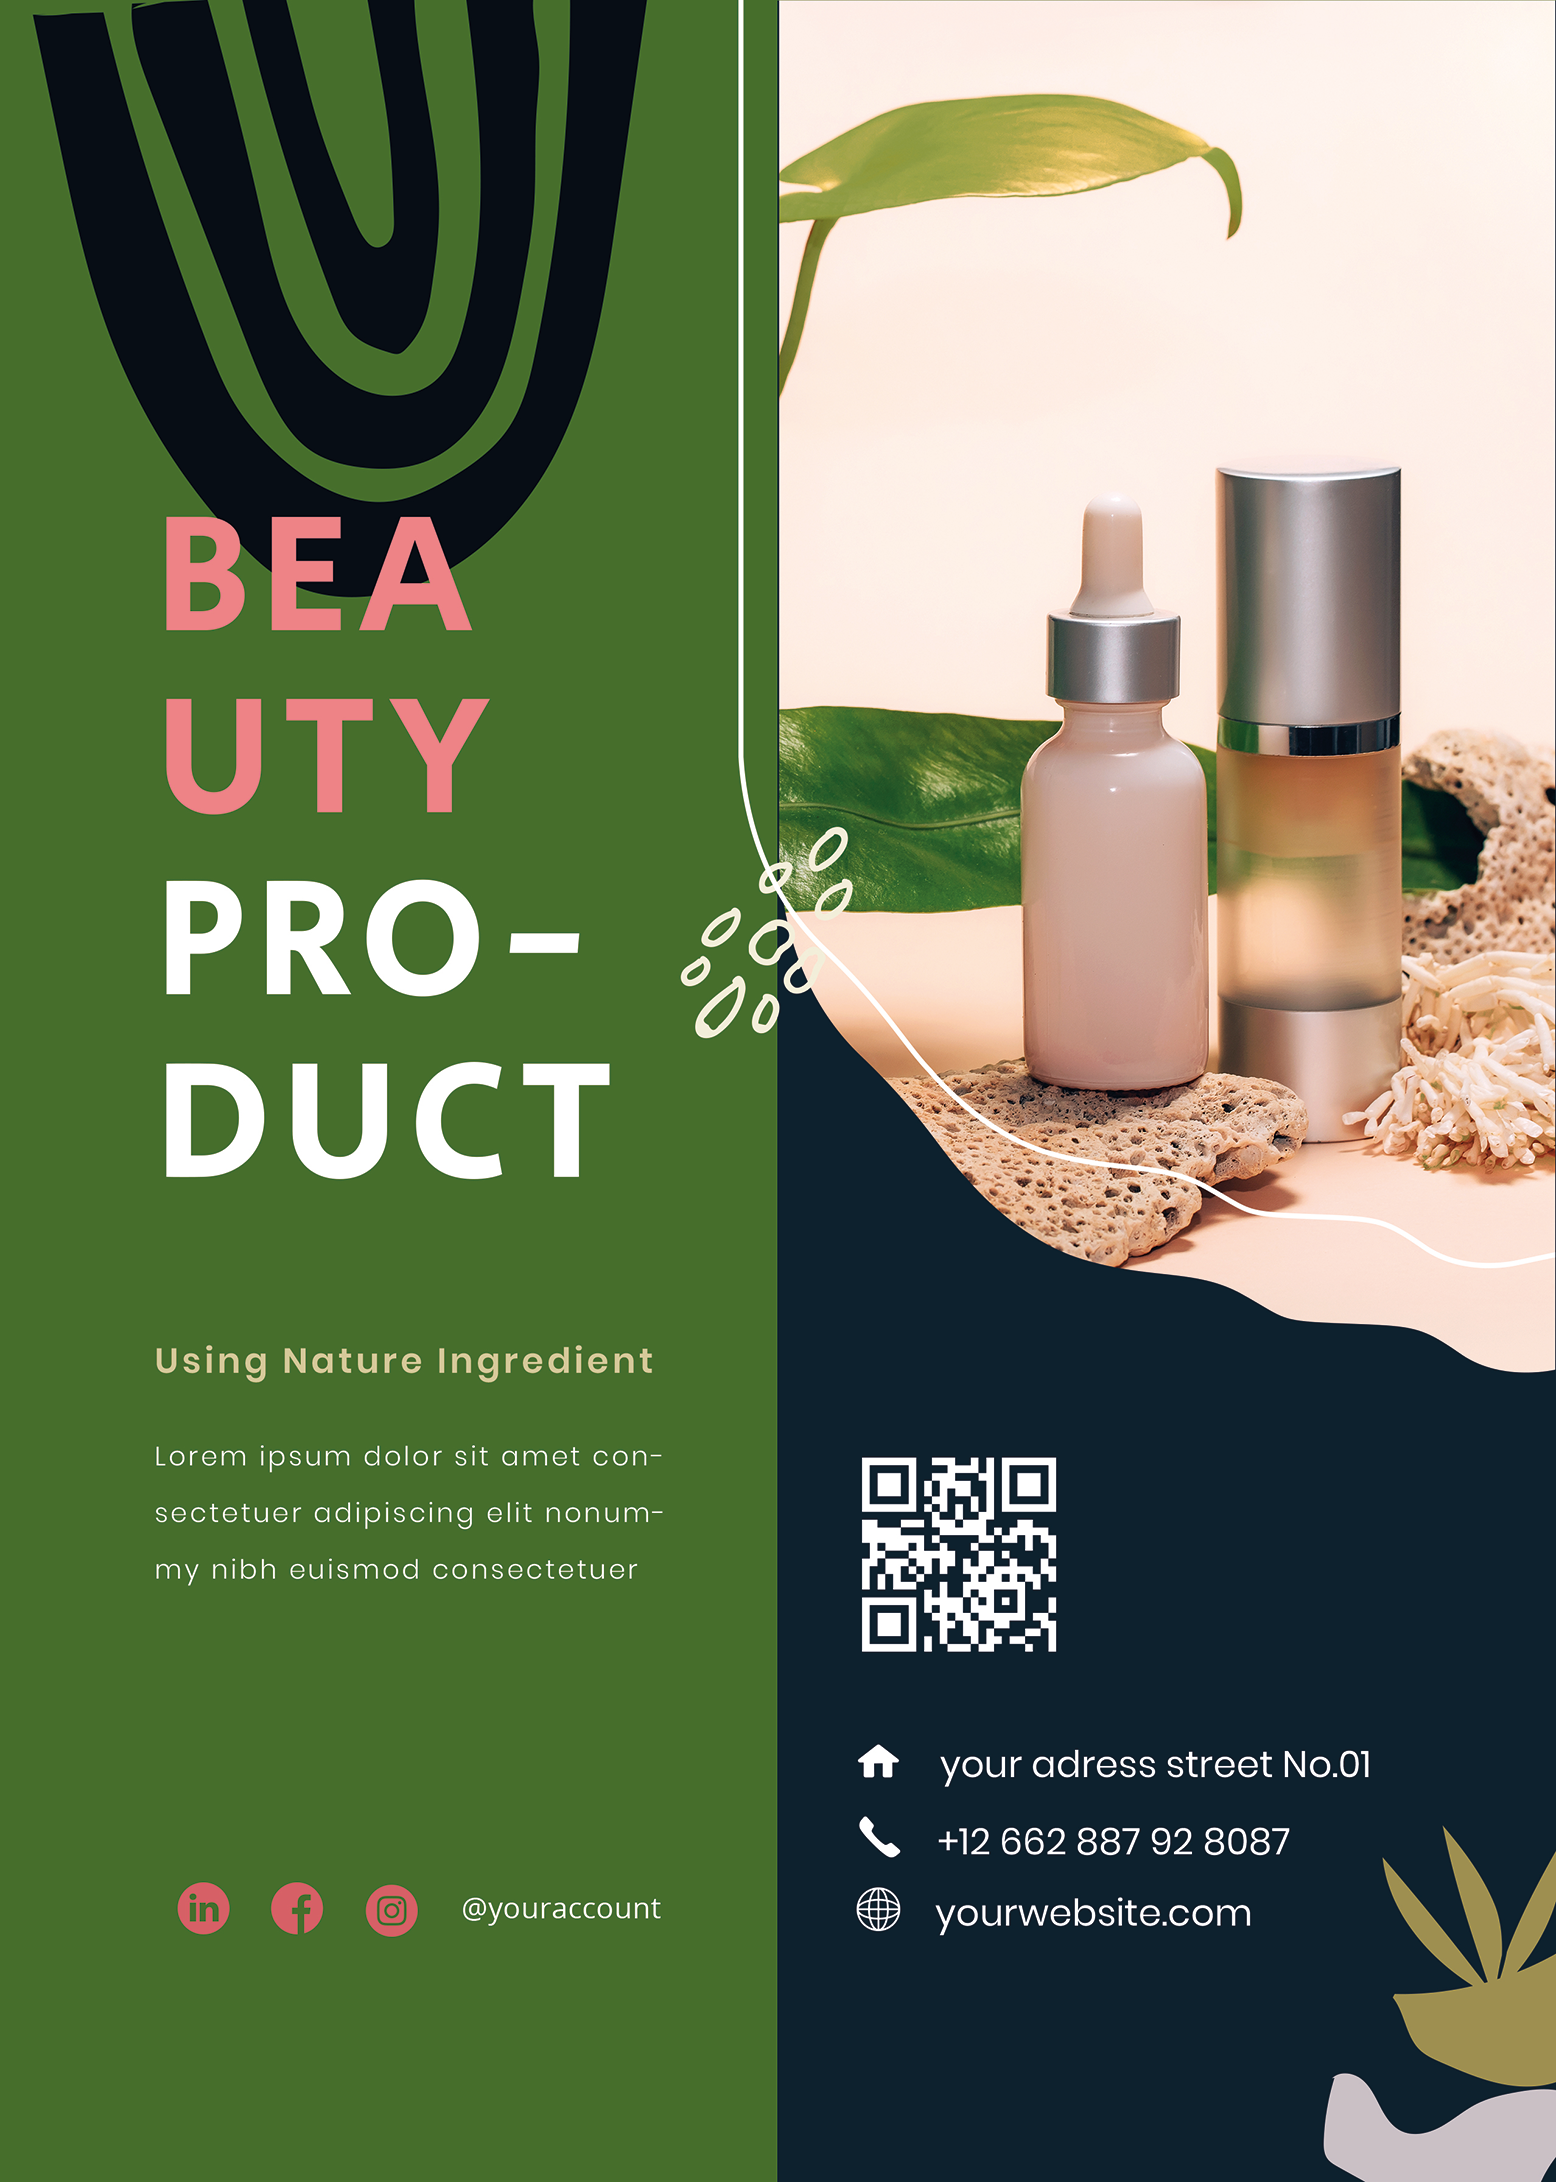 BEA
UTY
PRO-
DUCT
Using Nature Ingredient
Lorem ipsum dolor sit amet con-
sectetuer adipiscing elit nonum-
my nibh euismod consectetuer
in f @youraccount
your adress street No.01
+12 662 887 92 8087
yourwebsite.com